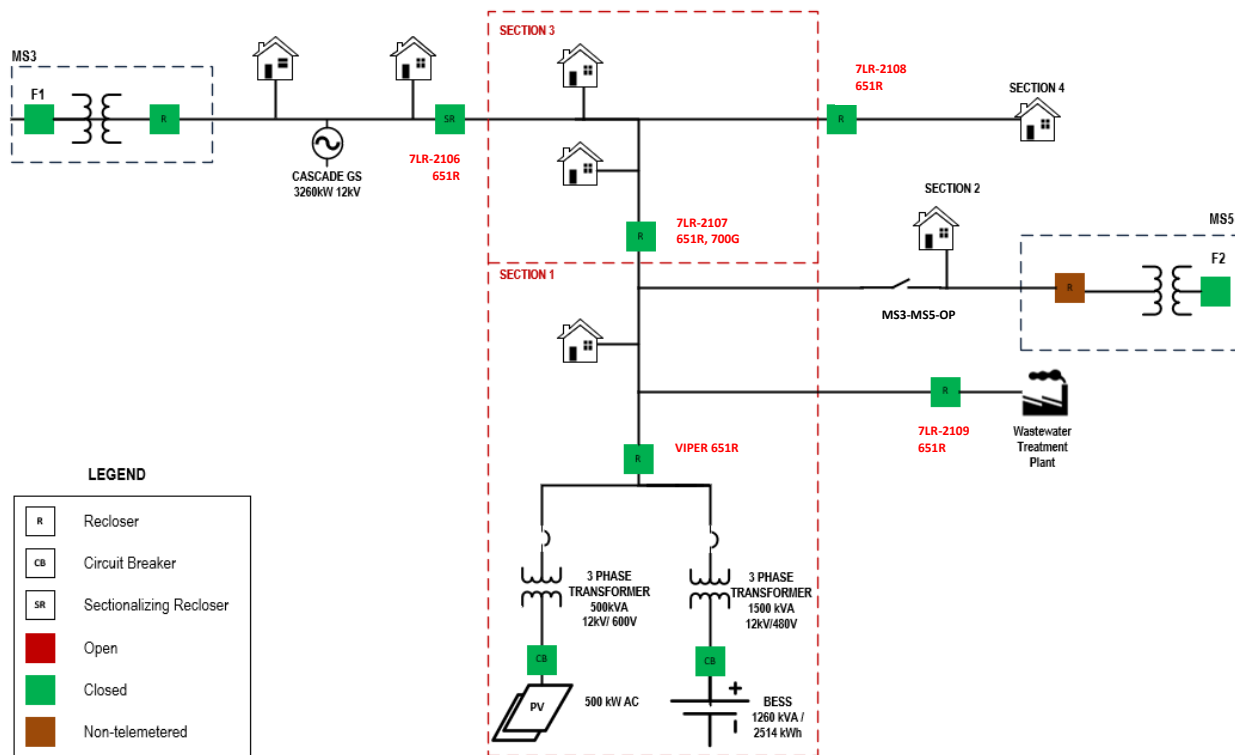 SECTION 3
MS3
F1
R
SR
7LR-2106
651R
CASCADE GS
3260kW 12kV
7LR-2108
651R
R
SECTION 4
7LR-2107
651R, 700G
R
SECTION 1
SECTION 2
MS5
F2
R
MS3-MS5-OP
R
7LR-2109
651R
Wastewater
Treatment
Plant
VIPER 651R
R
3 PHASE
TRANSFORMER
500kVA
12kV/ 600V
3 PHASE
TRANSFORMER
1500 kVA
12kV/480V
CB
CB
PV
500 kW AC
BESS
1260 kVA /
2514 kWh
LEGEND
R Recloser
CB Circuit Breaker
SR Sectionalizing Recloser
Open
Closed
Non-telemetered